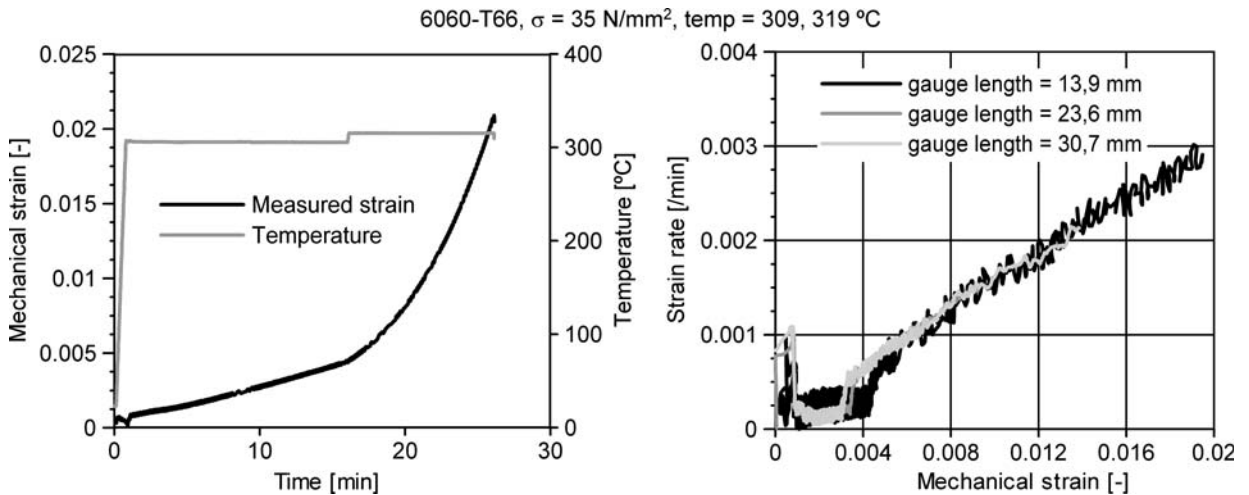 6060-T66, σ = 35 N/mm², temp = 309, 319 ºC
0.025
0.02
0.015
0.01
0.005
0
Mechanical strain [-]
400
300
200
100
0
Temperature [ºC]
Measured strain
Temperature
0 10 20 30
Time [min]
0.004
0.003
0.002
0.001
0
Strain rate [/min]
gauge length = 13,9 mm
gauge length = 23,6 mm
gauge length = 30,7 mm
0 0.004 0.008 0.012 0.016 0.02
Mechanical strain [-]